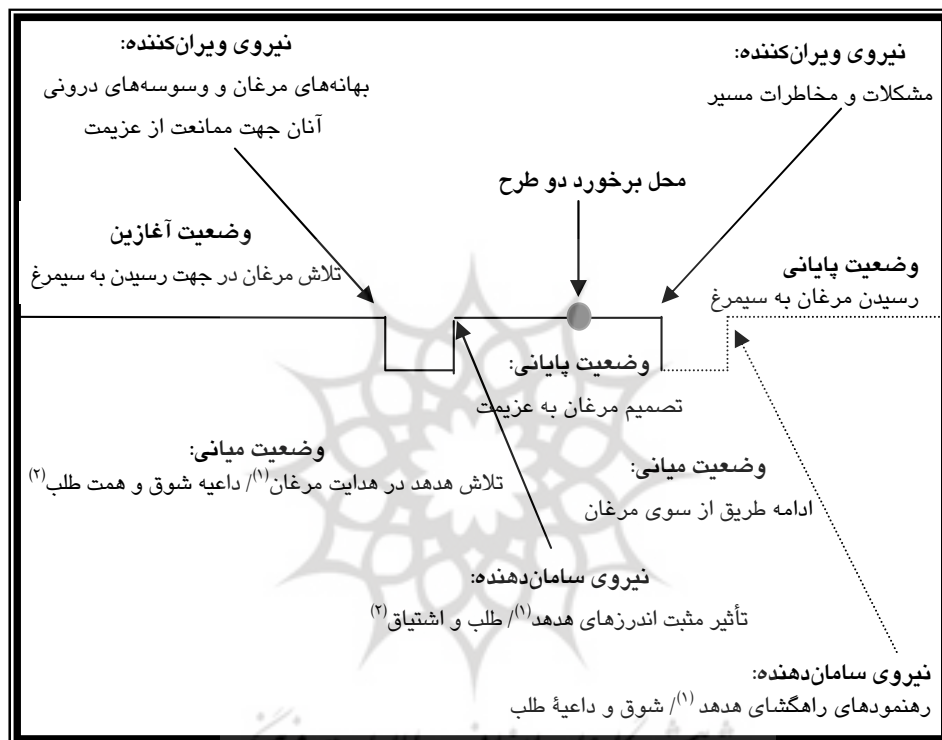 نیروی ویران‌کننده:
مشکلات و مخاطرات مسیر
نیروی ویران‌کننده:
بهانه‌های مرغان و وسوسه‌های درونی
آنان جهت ممانعت از عزیمت
محل برخورد دو طرح
وضعیت آغازین
تلاش مرغان در جهت رسیدن به سیمرغ
وضعیت پایانی
رسیدن مرغان به سیمرغ
وضعیت پایانی:
تصمیم مرغان به عزیمت
وضعیت میانی:
ادامه طریق از سوی مرغان
وضعیت میانی:
تلاش هدهد در هدایت مرغان(۱)/ داعیه شوق و همت طلب(۲)
نیروی سامان‌دهنده:
تأثیر مثبت اندرزهای هدهد(۱)/ طلب و اشتیاق(۲)
نیروی سامان‌دهنده:
رهنمودهای راهگشای هدهد (۱)/ شوق و داعیهٔ طلب